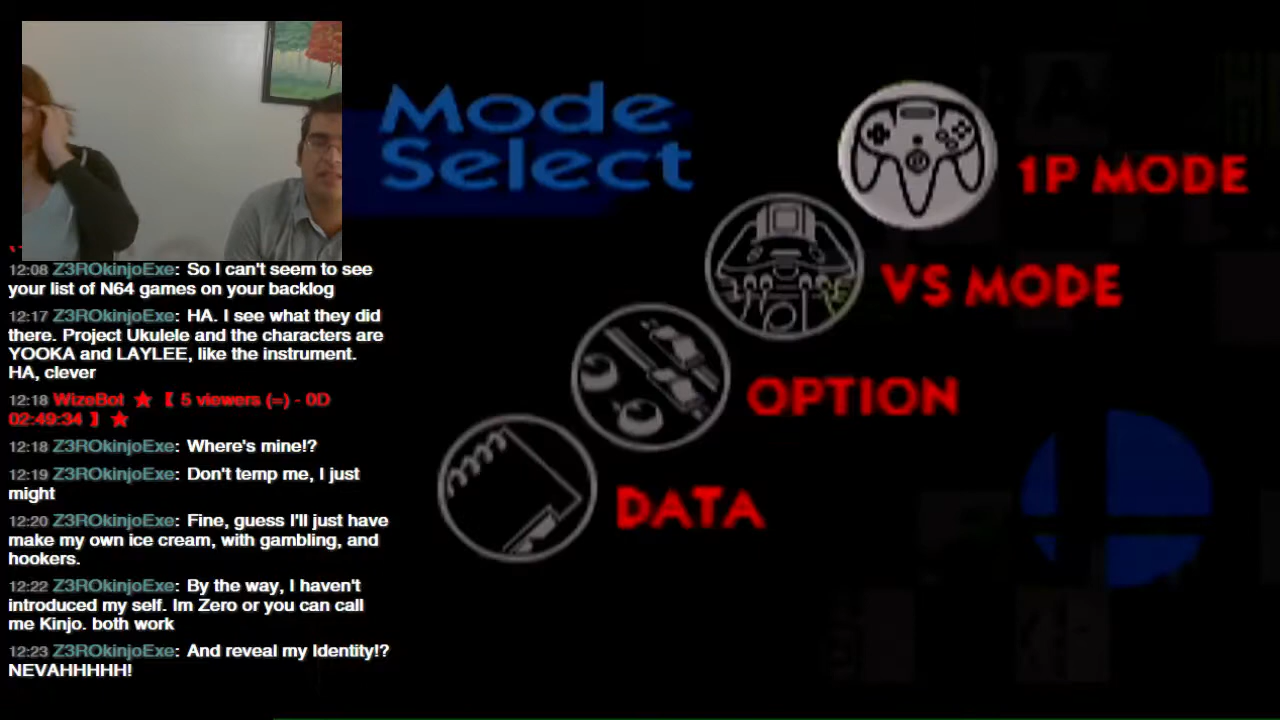 Mode
Select
1P MODE
VS MODE
OPTION
DATA
12:08 Z3ROkinjoExe: So I can't seem to see
your list of N64 games on your backlog
12:17 Z3ROkinjoExe: HA. I see what they did
there. Project Ukulele and the characters are
YOOKA and LAYLEE, like the instrument.
HA, clever
12:18 WizeBot ★ 【 5 viewers (=) - 0D
02:49:34 】 ★
12:18 Z3ROkinjoExe: Where's mine!?
12:19 Z3ROkinjoExe: Don't temp me, I just
might
12:20 Z3ROkinjoExe: Fine, guess I'll just have
make my own ice cream, with gambling, and
hookers.
12:22 Z3ROkinjoExe: By the way, I haven't
introduced my self. Im Zero or you can call
me Kinjo. both work
12:23 Z3ROkinjoExe: And reveal my Identity!?
NEVAHHHHH!